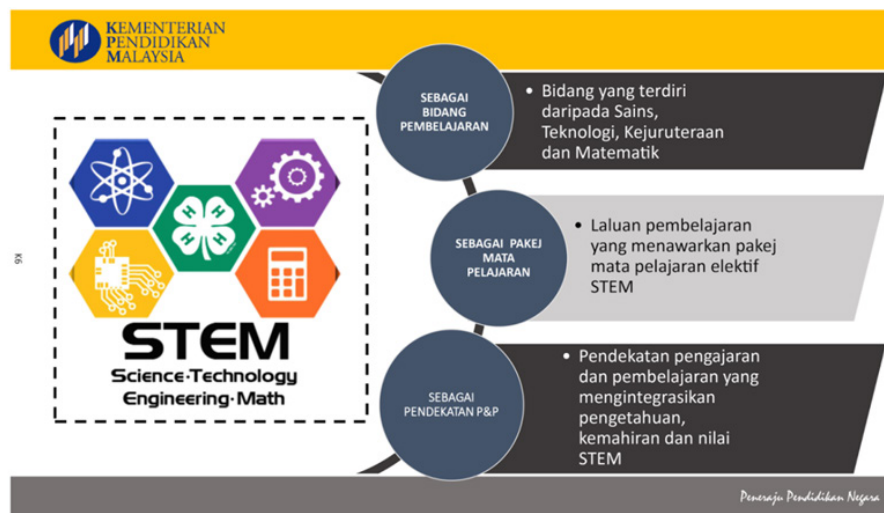 KEMENTERIAN
PENDIDIKAN
MALAYSIA
SEBAGAI
BIDANG
PEMBELAJARAN
• Bidang yang terdiri
daripada Sains,
Teknologi, Kejuruteraan
dan Matematik
SEBAGAI PAKEJ
MATA
PELAJARAN
• Laluan pembelajaran
yang menawarkan pakej
mata pelajaran elektif
STEM
SEBAGAI
PENDEKATAN P&P
• Pendekatan pengajaran
dan pembelajaran yang
mengintegrasikan
pengetahuan,
kemahiran dan nilai
STEM
H H
H H
STEM
Science·Technology
Engineering·Math
K6
Peneraju Pendidikan Negara